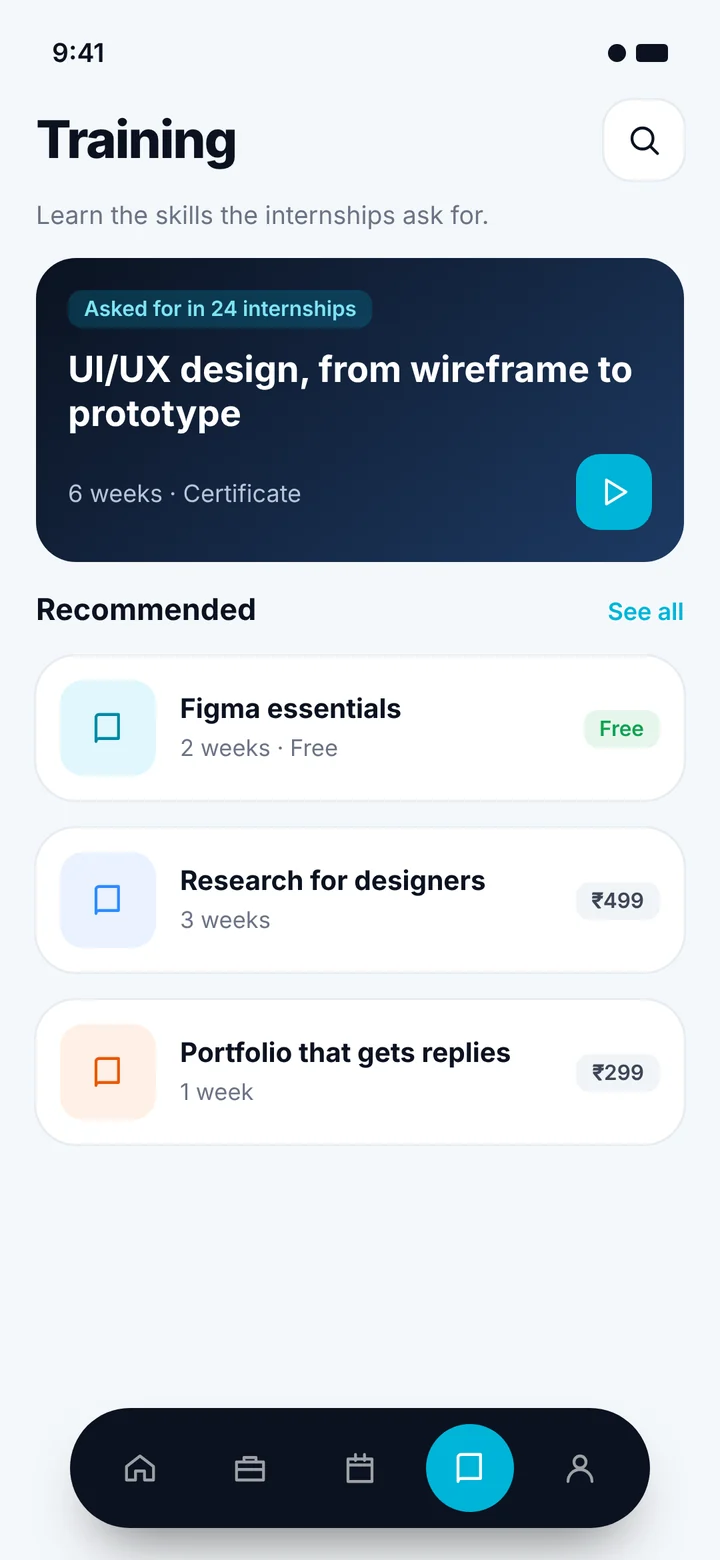 9:41
Training
Learn the skills the internships ask for.
Asked for in 24 internships
UI/UX design, from wireframe to
prototype
6 weeks · Certificate
Recommended
See all
Figma essentials
2 weeks · Free
Free
Research for designers
3 weeks
₹499
Portfolio that gets replies
1 week
₹299